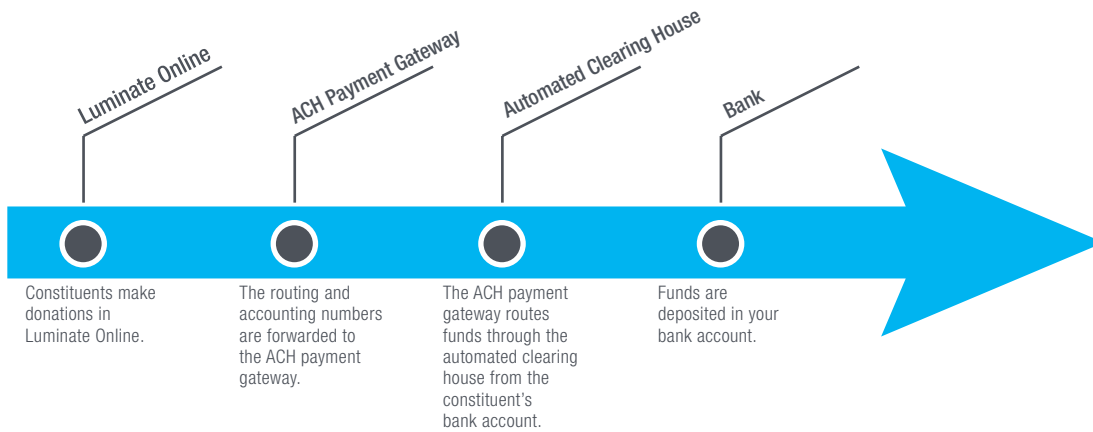 Luminate Online
ACH Payment Gateway
Automated Clearing House
Bank
Constituents make
donations in
Luminate Online.
The routing and
accounting numbers
are forwarded to
the ACH payment
gateway.
The ACH payment
gateway routes
funds through the
automated clearing
house from the
constituent’s
bank account.
Funds are
deposited in your
bank account.